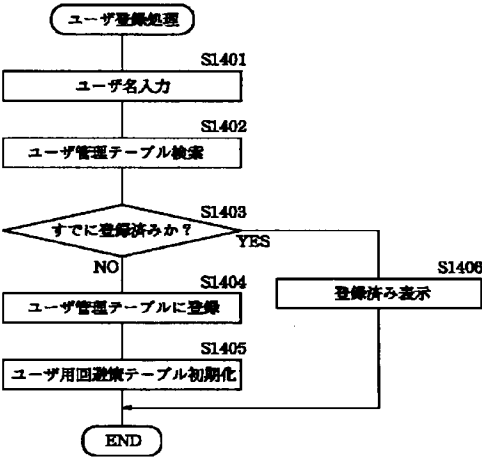 ユーザ登録処理
S1401
ユーザ名入力
S1402
ユーザ管理テーブル検索
S1403
すでに登録済みか？
YES
NO
S1404
ユーザ管理テーブルに登録
S1406
登録済み表示
S1405
ユーザ用回避策テーブル初期化
END